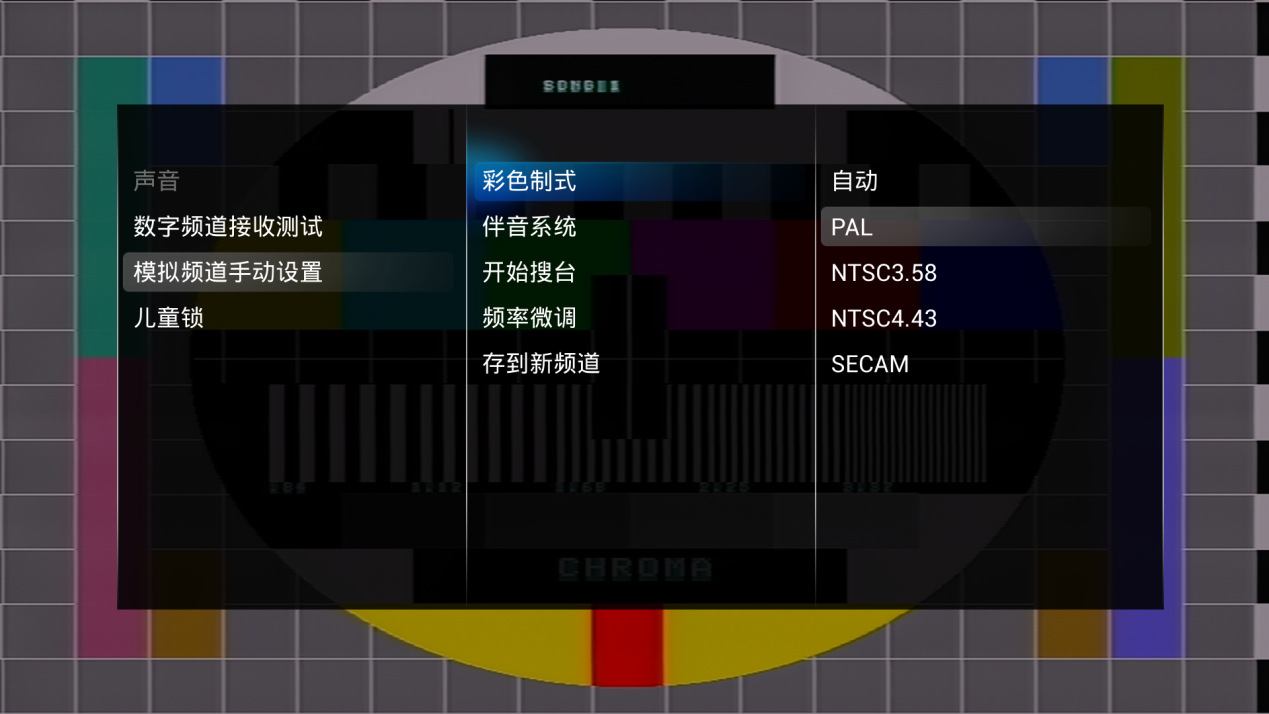 声音
数字频道接收测试
模拟频道手动设置
儿童锁
彩色制式
伴音系统
开始搜台
频率微调
存到新频道
自动
PAL
NTSC3.58
NTSC4.43
SECAM
CHROMA